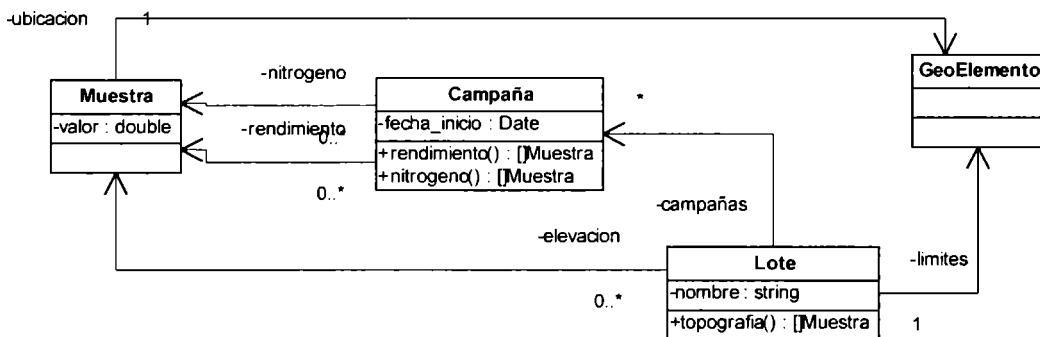 -ubicacion 1
GeoElemento
-nitrogeno
Muestra
Campaña
*
-valor : double
-rendimiento
0..*
-fecha_inicio : Date
+rendimiento() : []Muestra
+nitrogeno() : []Muestra
0..*
-campañas
-elevacion
Lote
-limites
0..*
-nombre : string
+topografia() : []Muestra
1